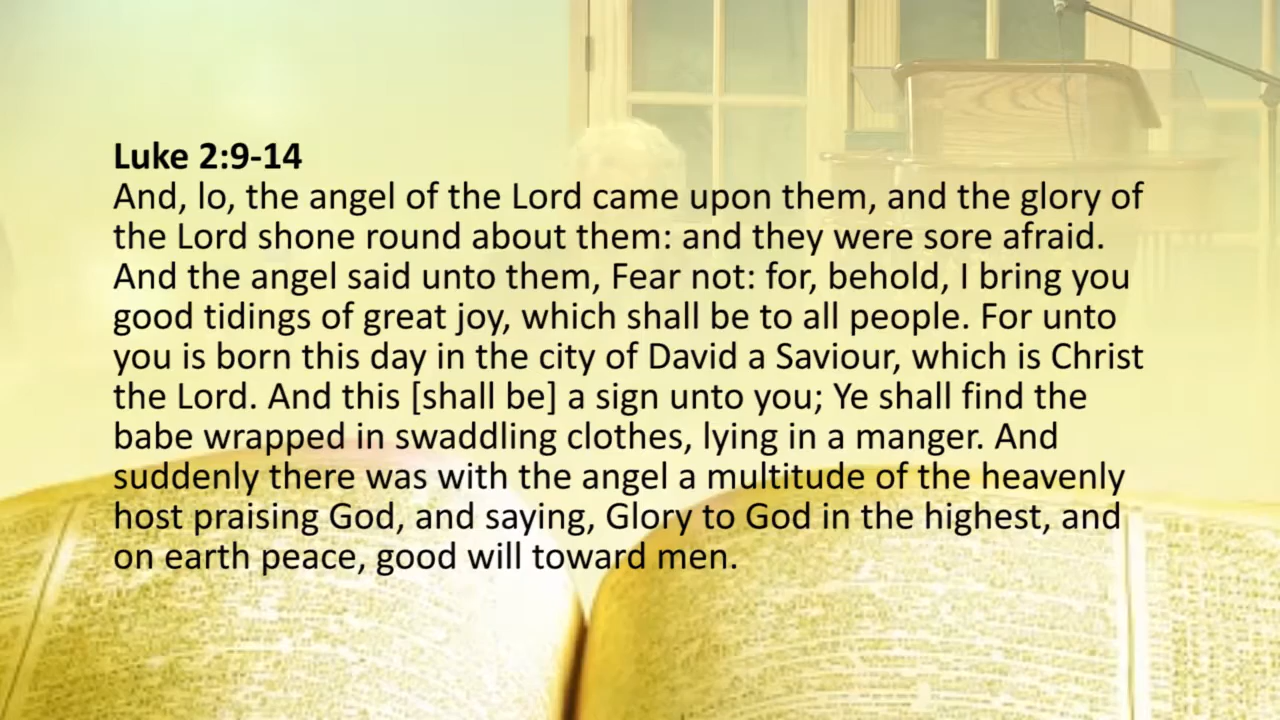 Luke 2:9-14
And, lo, the angel of the Lord came upon them, and the glory of
the Lord shone round about them: and they were sore afraid.
And the angel said unto them, Fear not: for, behold, I bring you
good tidings of great joy, which shall be to all people. For unto
you is born this day in the city of David a Saviour, which is Christ
the Lord. And this [shall be] a sign unto you; Ye shall find the
babe wrapped in swaddling clothes, lying in a manger. And
suddenly there was with the angel a multitude of the heavenly
host praising God, and saying, Glory to God in the highest, and
on earth peace, good will toward men.